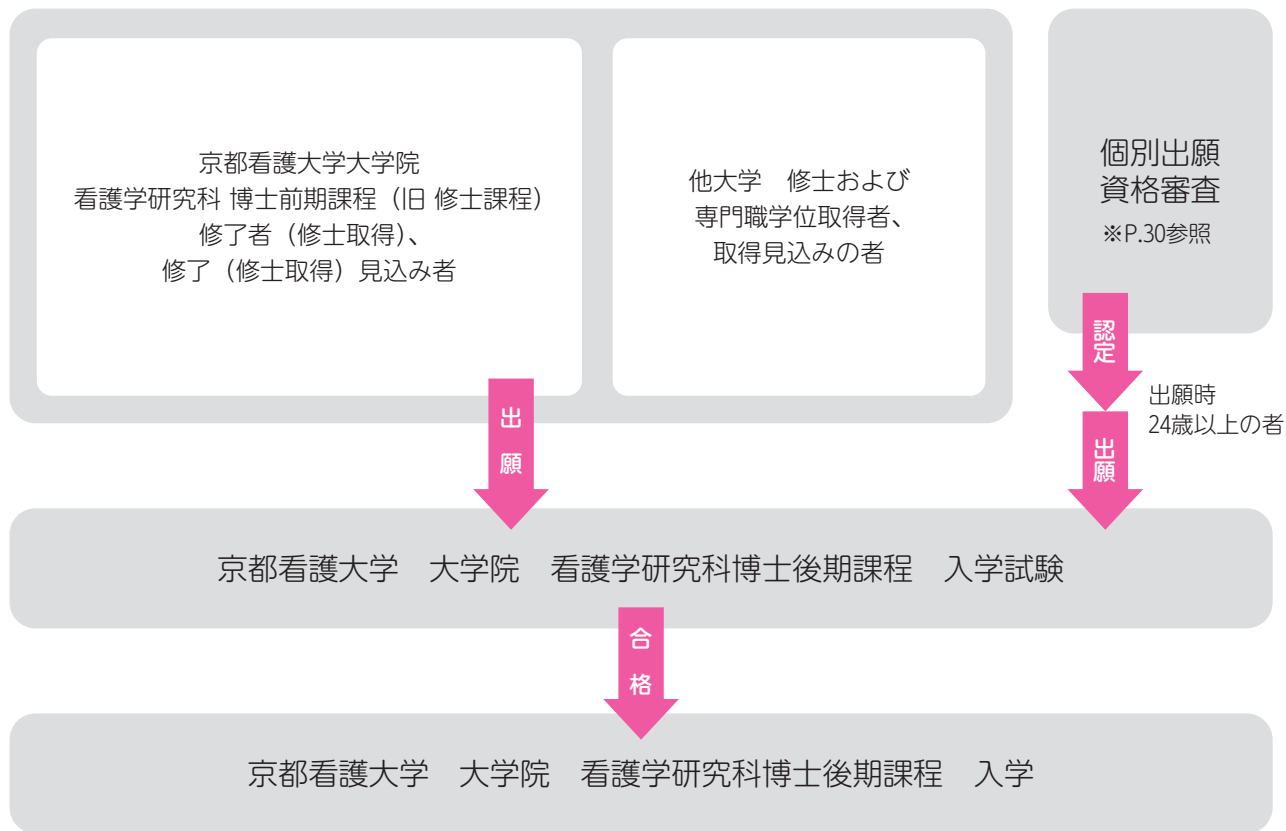 京都看護大学大学院
看護学研究科 博士前期課程（旧 修士課程）
修了者（修士取得）、
修了（修士取得）見込み者
他大学　修士および
専門職学位取得者、
取得見込みの者
個別出願
資格審査
※P.30参照
認定
出願時
24歳以上の者
出願
出願
京都看護大学　大学院　看護学研究科博士後期課程　入学試験
合格
京都看護大学　大学院　看護学研究科博士後期課程　入学